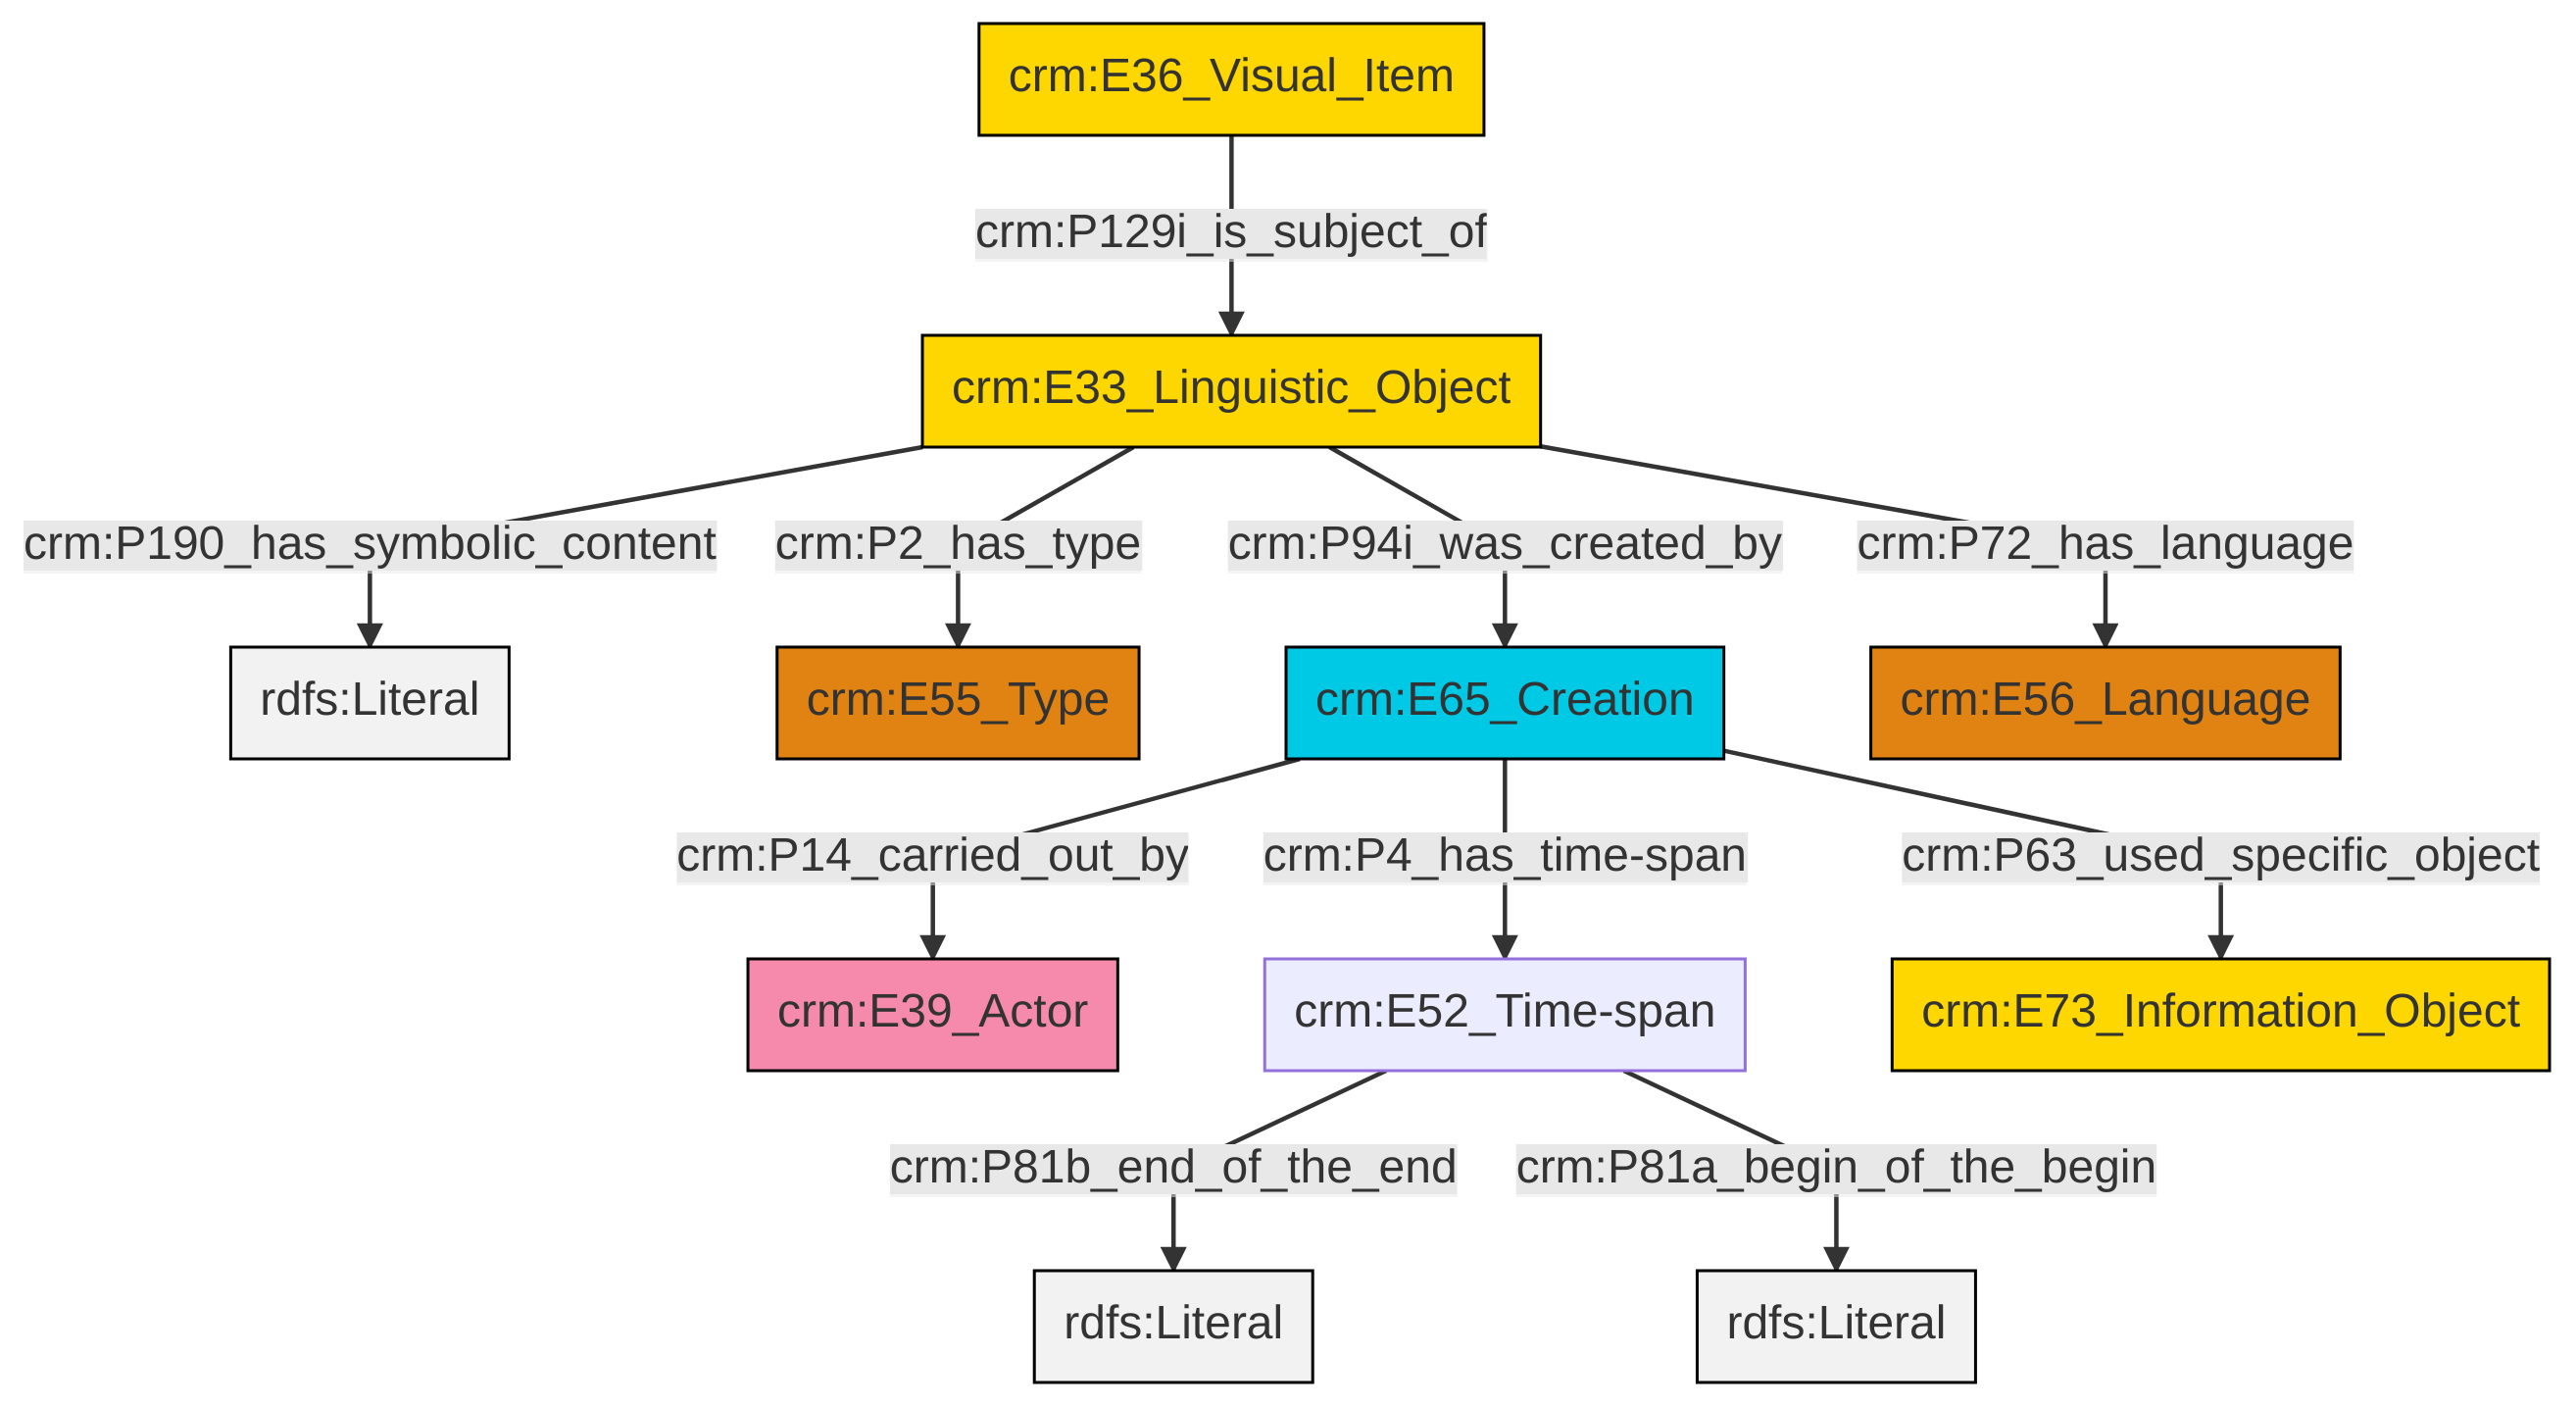 crm:E36_Visual_Item
crm:P129i_is_subject_of
crm:E33_Linguistic_Object
crm:P190_has_symbolic_content
crm:P2_has_type
crm:P94i_was_created_by
crm:P72_has_language
rdfs:Literal
crm:E55_Type
crm:E65_Creation
crm:E56_Language
crm:P14_carried_out_by
crm:P4_has_time-span
crm:P63_used_specific_object
crm:E39_Actor
crm:E52_Time-span
crm:E73_Information_Object
crm:P81b_end_of_the_end
crm:P81a_begin_of_the_begin
rdfs:Literal
rdfs:Literal